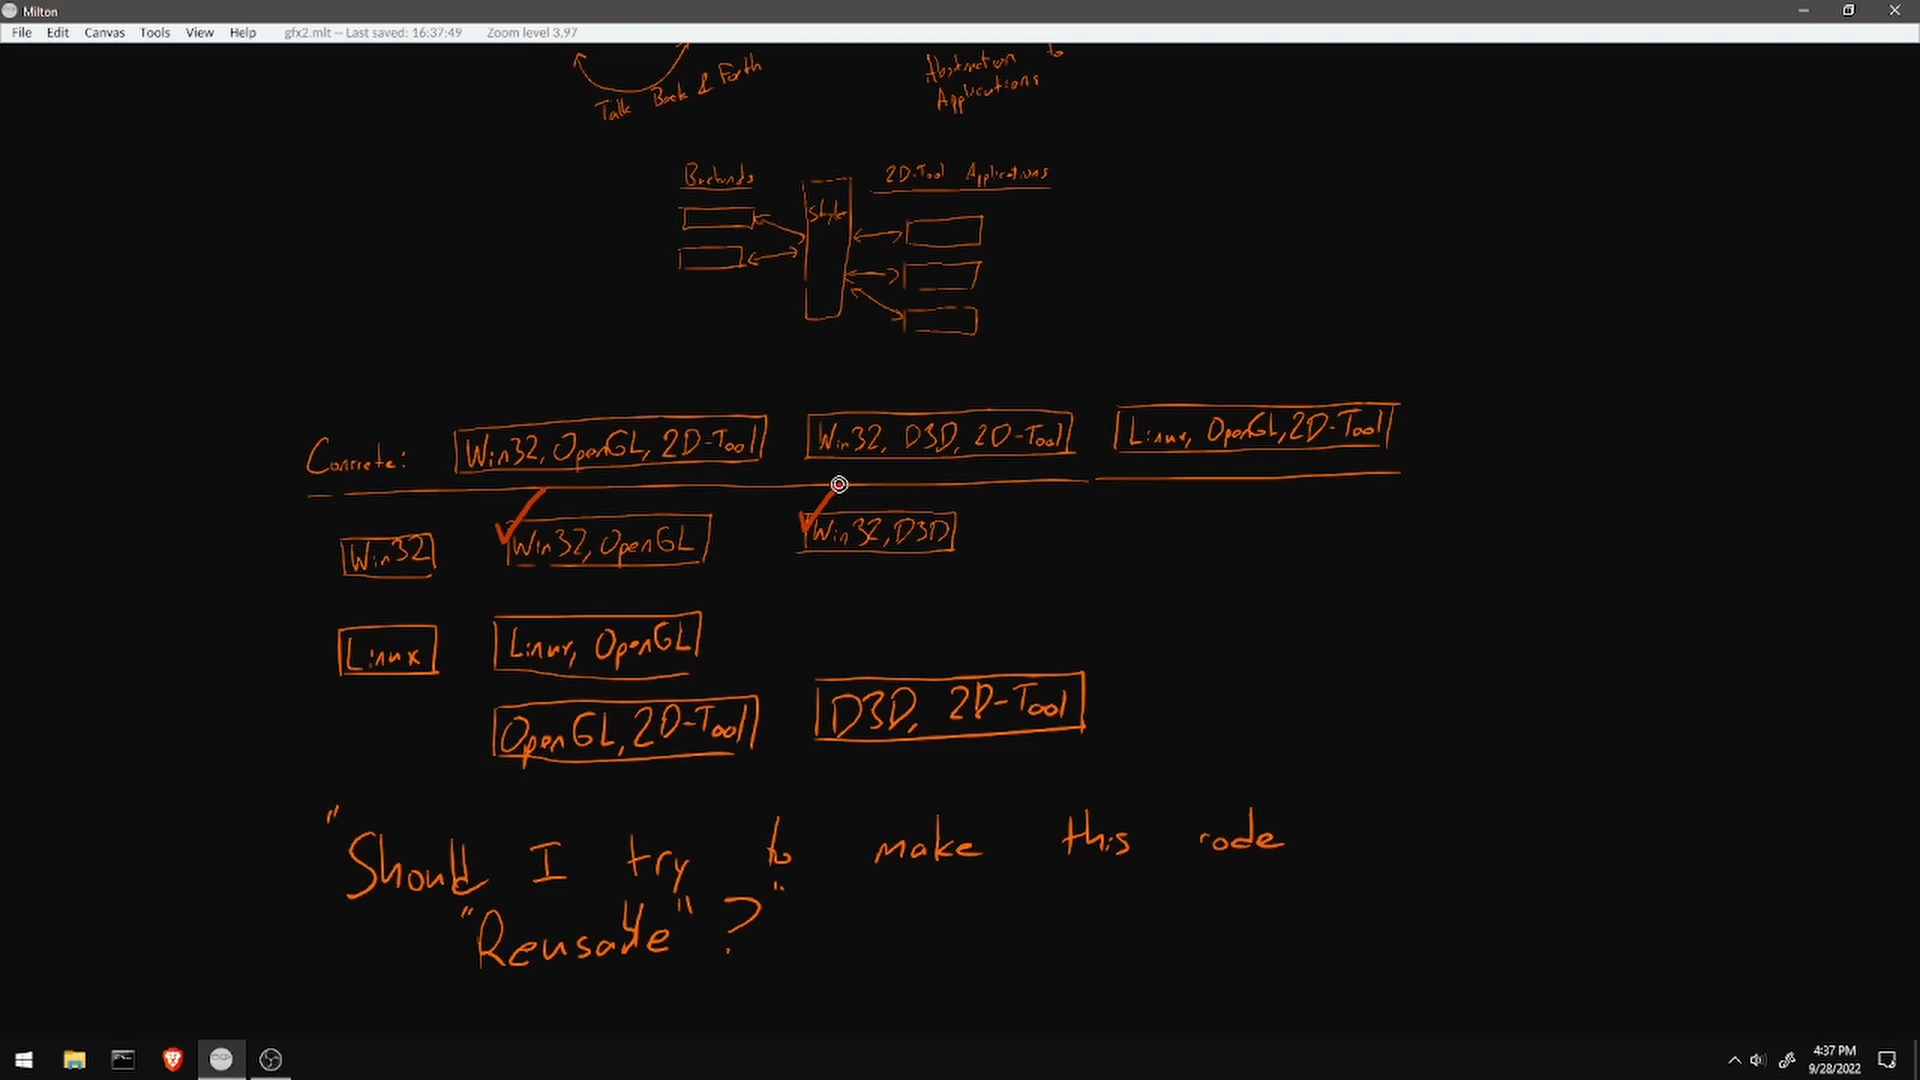 Milton
File Edit Canvas Tools View Help gfx2.mlt -- Last saved: 16:37:49 Zoom level 3.97
Talk Back & Forth
Abstraction to
Applications
Backends
2D-Tool Applications
Concrete:
Win32, OpenGL, 2D-Tool
Win32, D3D, 2D-Tool
Linux, OpenGL, 2D-Tool
Win32
Win32, OpenGL
Win32, D3D
Linux
Linux, OpenGL
OpenGL, 2D-Tool
D3D, 2D-Tool
"Should I try to make this code
"Reusable"?"
4:37 PM
9/28/2022